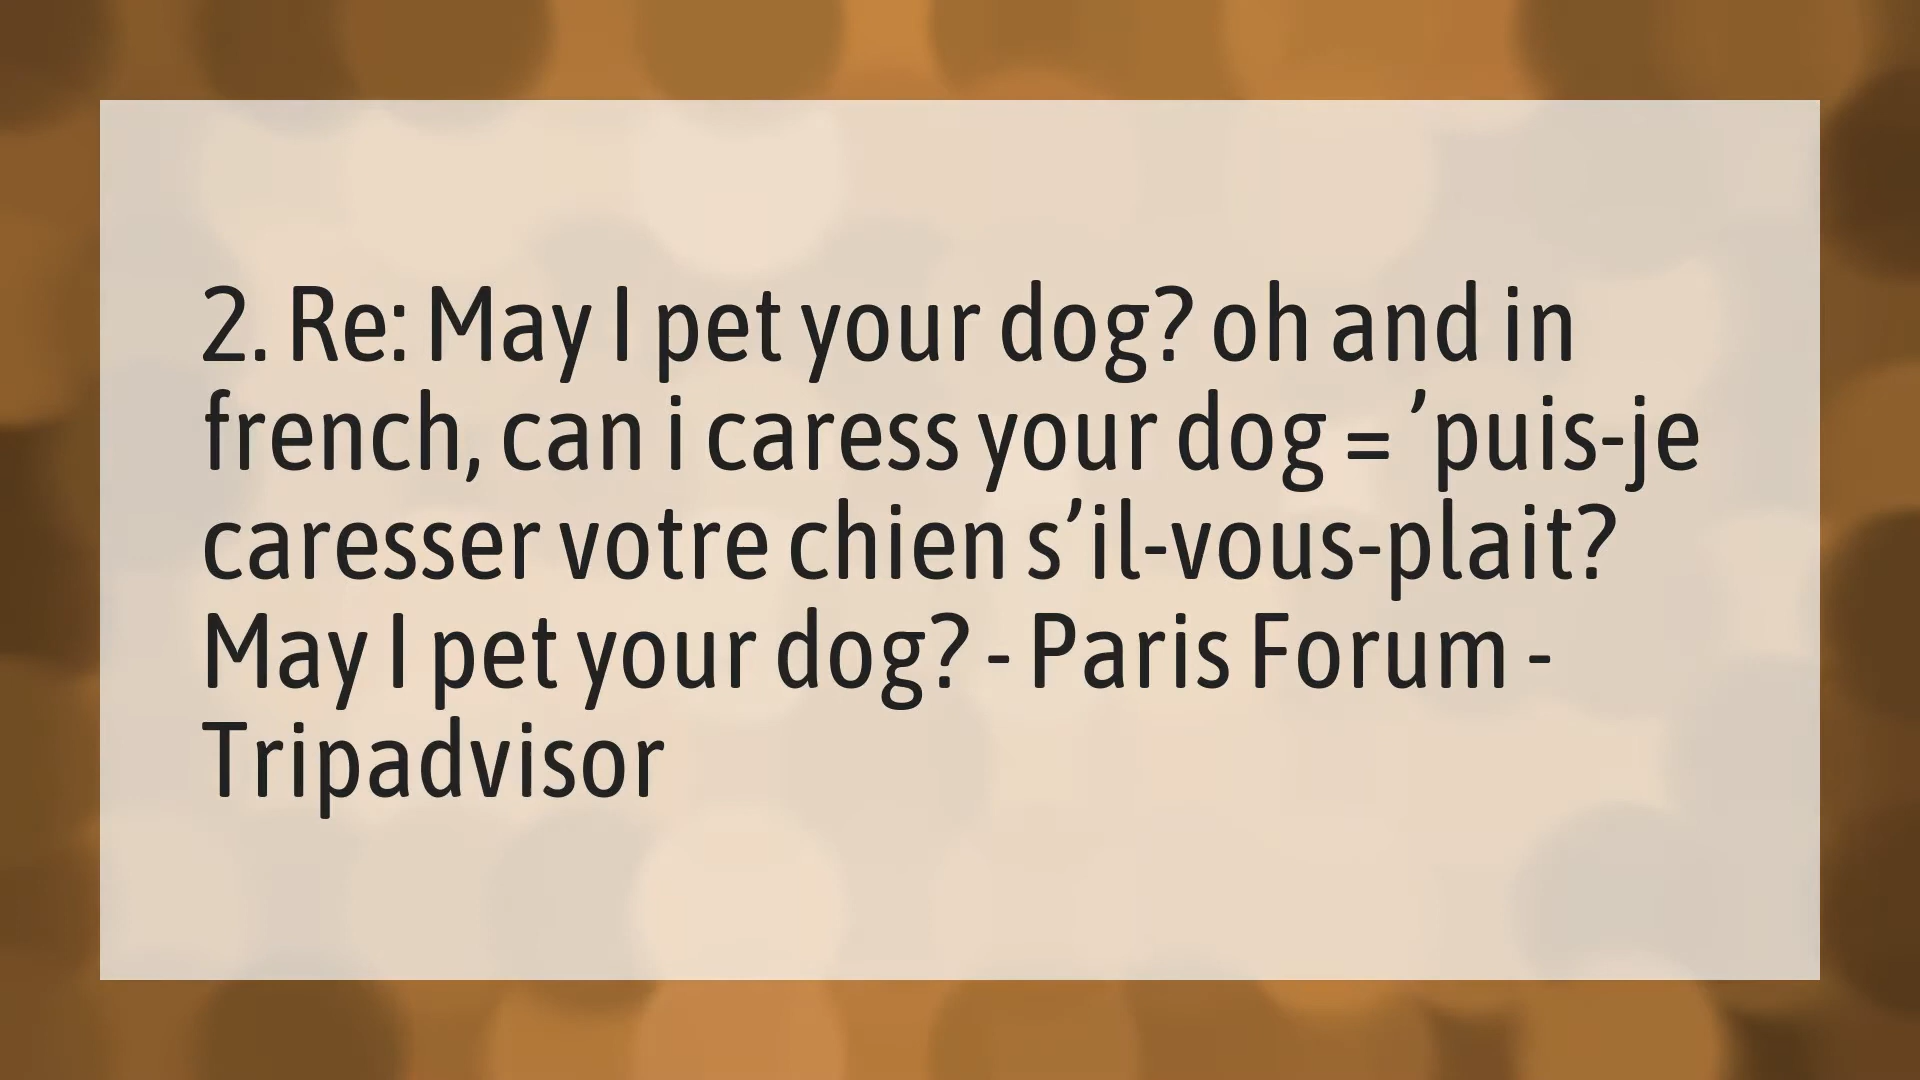 2. Re: May I pet your dog? oh and in
french, can i caress your dog = ’puis-je
caresser votre chien s’il-vous-plait?
May I pet your dog? - Paris Forum -
Tripadvisor